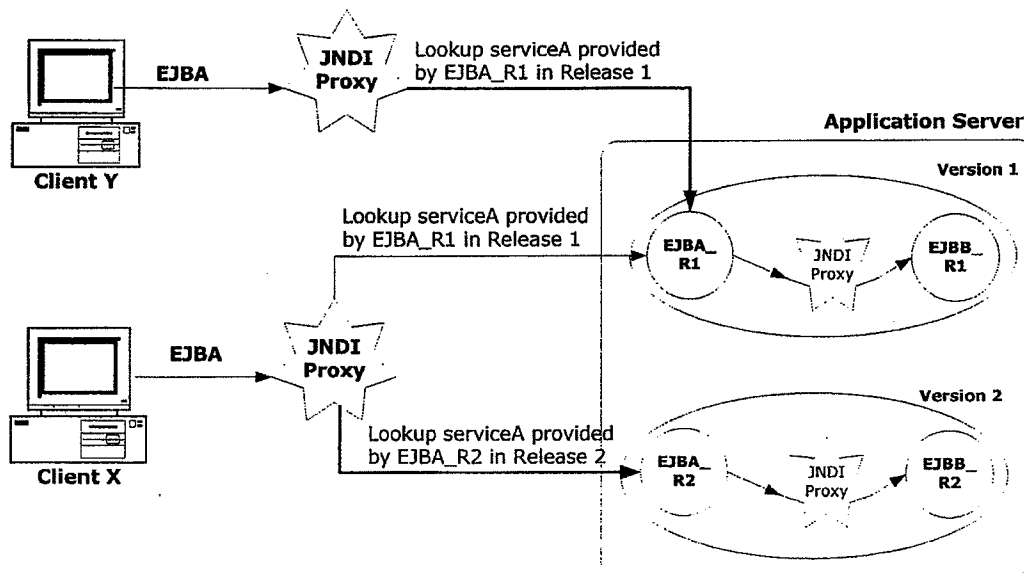 EJBA
JNDI
Proxy
Lookup serviceA provided
by EJBA_R1 in Release 1
Client Y
Application Server
Version 1
Lookup serviceA provided
by EJBA_R1 in Release 1
EJBA_
R1
JNDI
Proxy
EJBB_
R1
EJBA
JNDI
Proxy
Client X
Version 2
Lookup serviceA provided
by EJBA_R2 in Release 2
EJBA_
R2
JNDI
Proxy
EJBB_
R2